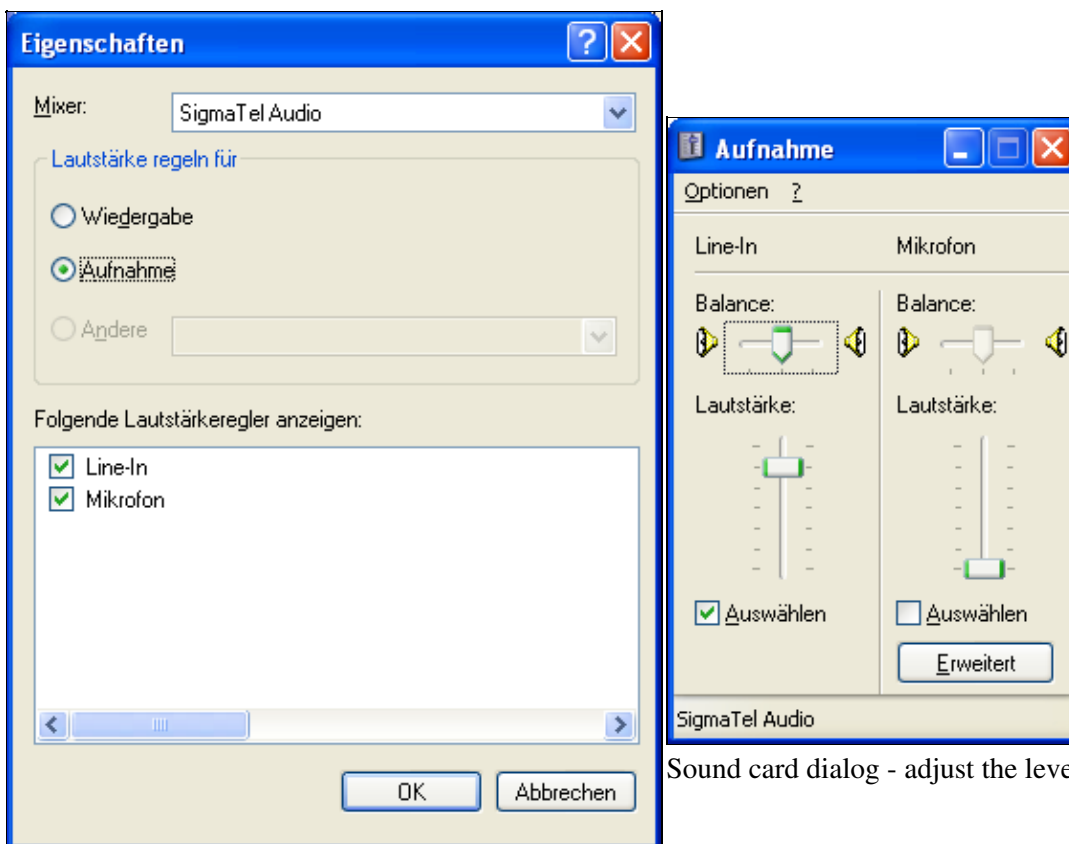 Eigenschaften
Mixer:
SigmaTel Audio
Lautstärke regeln für
Wiedergabe
Aufnahme
Andere
Folgende Lautstärkeregler anzeigen:
Line-In
Mikrofon
OK
Abbrechen
Aufnahme
Optionen ?
Line-In Mikrofon
Balance: Balance:
Lautstärke: Lautstärke:
Auswählen Auswählen
Erweitert
SigmaTel Audio
Sound card dialog - adjust the leve